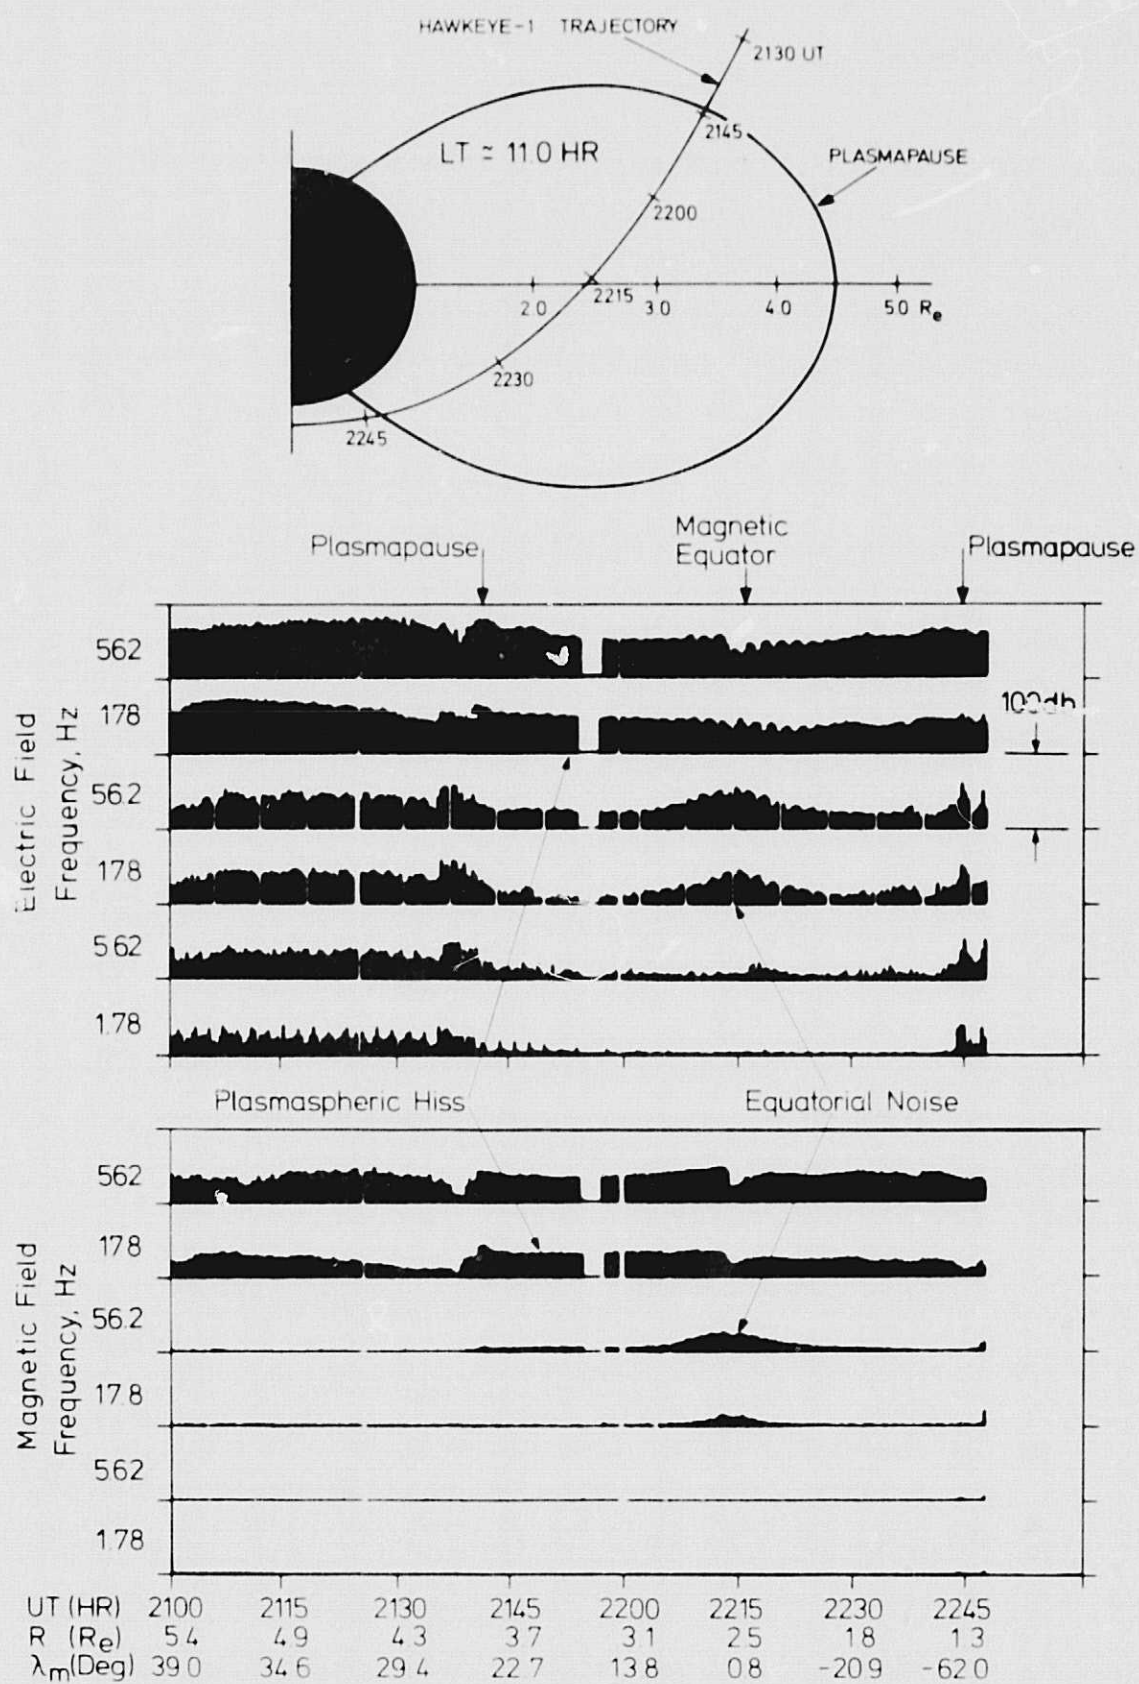 HAWKEYE-1 TRAJECTORY
2130 UT
2145
LT ≃ 11.0 HR
PLASMAPAUSE
2200
2215
2.0 3.0 4.0 5.0 Re
2230
2245
Plasmapause
Magnetic
Equator
Plasmapause
Electric Field
Frequency, Hz
562
178
100db
56.2
17.8
5.62
1.78
Plasmaspheric Hiss
Equatorial Noise
Magnetic Field
Frequency, Hz
562
178
56.2
17.8
5.62
1.78
UT (HR) 2100 2115 2130 2145 2200 2215 2230 2245
R (Re) 5.4 4.9 4.3 3.7 3.1 2.5 1.8 1.3
λm(Deg) 39.0 34.6 29.4 22.7 13.8 0.8 -20.9 -62.0